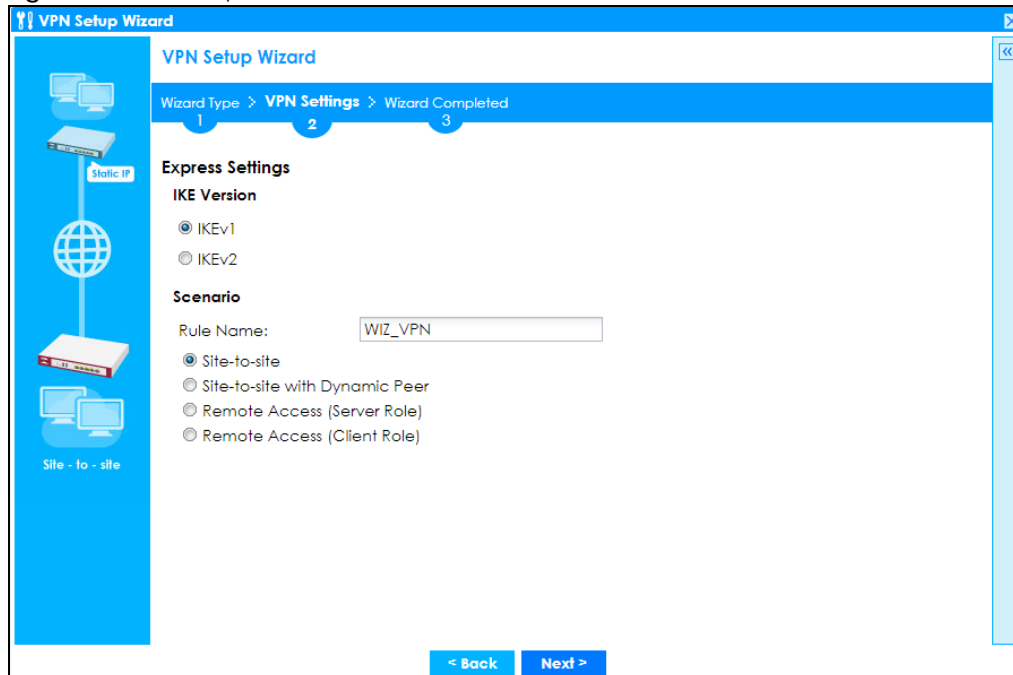 VPN Setup Wizard
VPN Setup Wizard
Wizard Type > VPN Settings > Wizard Completed
1 2 3
Static IP
Express Settings
IKE Version
IKEv1
IKEv2
Scenario
Rule Name: WIZ_VPN
Site-to-site
Site-to-site with Dynamic Peer
Remote Access (Server Role)
Remote Access (Client Role)
Site - to - site
< Back Next >